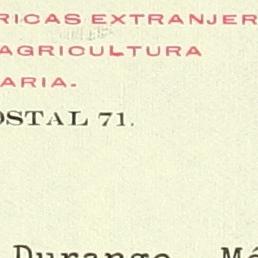 RICAS EXTRANJER
AGRICULTURA
ARIA.
OSTAL 71.
Durango, Mé